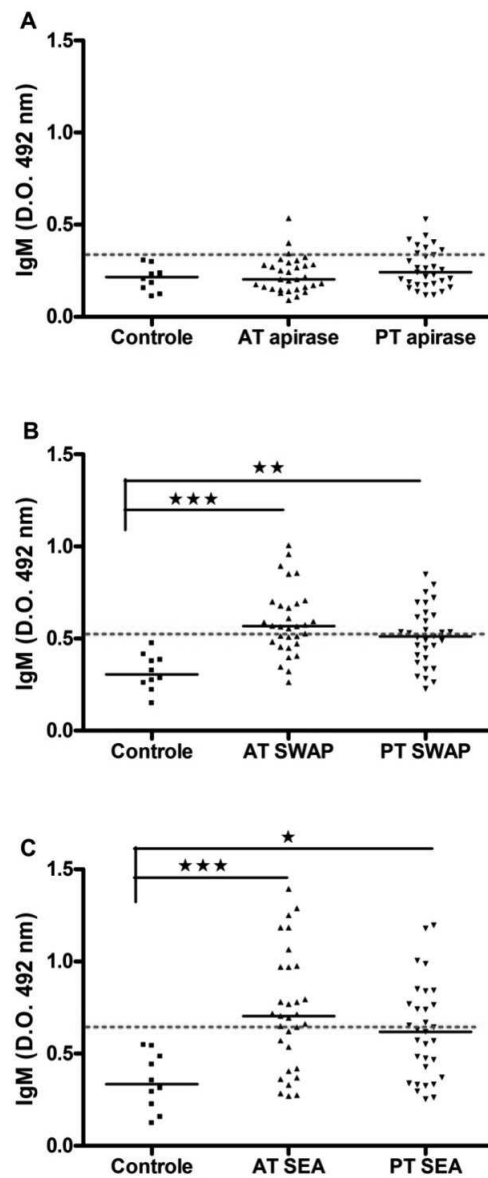 A
1.5
1.0
0.5
0.0
IgM (D.O. 492 nm)
Controle AT apirase PT apirase
B
★★
★★★
1.5
1.0
0.5
0.0
IgM (D.O. 492 nm)
Controle AT SWAP PT SWAP
C
★
★★★
1.5
1.0
0.5
0.0
IgM (D.O. 492 nm)
Controle AT SEA PT SEA